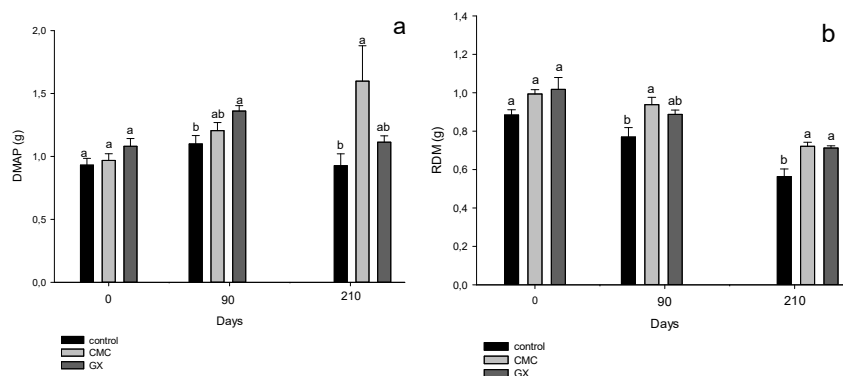 a
2,0
1,5
1,0
0,5
0,0
DMAP (g)
a a a
b ab a
b a ab
0 90 210
Days
control
CMC
GX
b
1,4
1,2
1,0
0,8
0,6
0,4
0,2
0,0
RDM (g)
a a a
b a ab
b a a
0 90 210
Days
control
CMC
GX